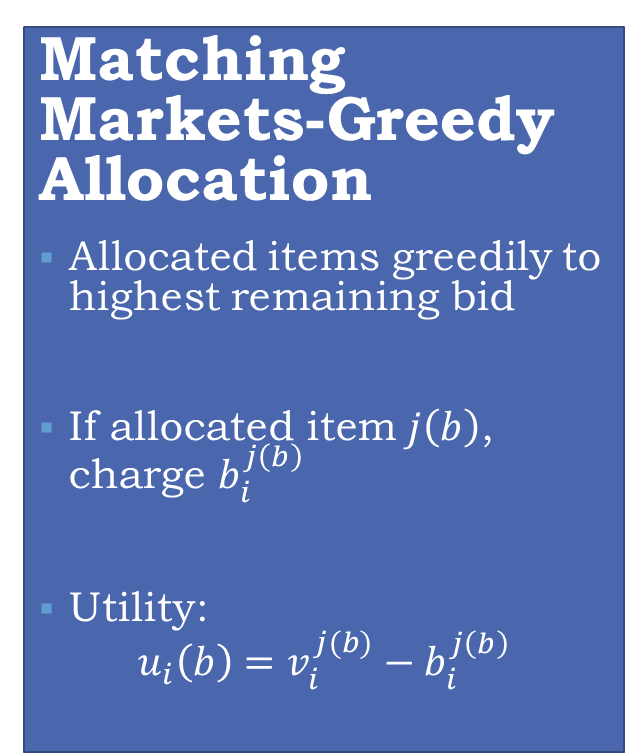 Matching
Markets-Greedy
Allocation
▪ Allocated items greedily to
highest remaining bid
▪ If allocated item j(b),
charge b_i^{j(b)}
▪ Utility:
u_i(b) = v_i^{j(b)} − b_i^{j(b)}